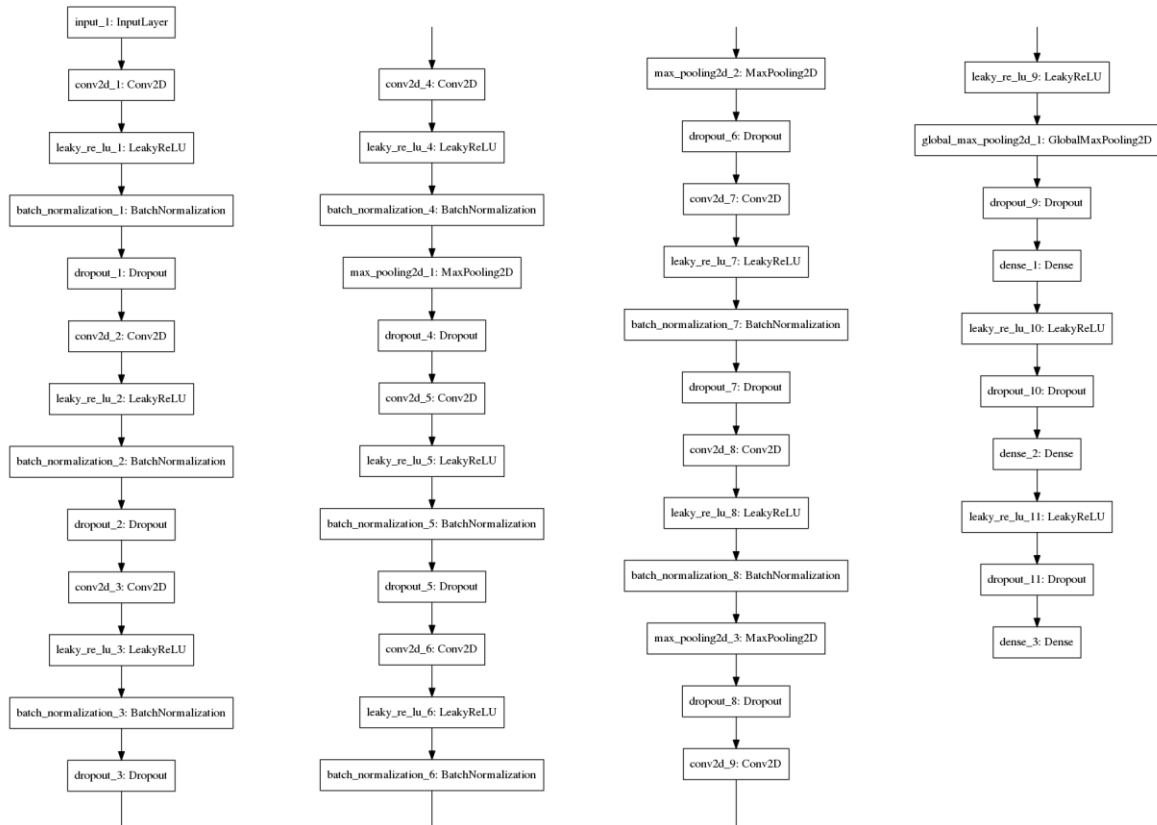 input_1: InputLayer
conv2d_1: Conv2D
leaky_re_lu_1: LeakyReLU
batch_normalization_1: BatchNormalization
dropout_1: Dropout
conv2d_2: Conv2D
leaky_re_lu_2: LeakyReLU
batch_normalization_2: BatchNormalization
dropout_2: Dropout
conv2d_3: Conv2D
leaky_re_lu_3: LeakyReLU
batch_normalization_3: BatchNormalization
dropout_3: Dropout
conv2d_4: Conv2D
leaky_re_lu_4: LeakyReLU
batch_normalization_4: BatchNormalization
max_pooling2d_1: MaxPooling2D
dropout_4: Dropout
conv2d_5: Conv2D
leaky_re_lu_5: LeakyReLU
batch_normalization_5: BatchNormalization
dropout_5: Dropout
conv2d_6: Conv2D
leaky_re_lu_6: LeakyReLU
batch_normalization_6: BatchNormalization
max_pooling2d_2: MaxPooling2D
dropout_6: Dropout
conv2d_7: Conv2D
leaky_re_lu_7: LeakyReLU
batch_normalization_7: BatchNormalization
dropout_7: Dropout
conv2d_8: Conv2D
leaky_re_lu_8: LeakyReLU
batch_normalization_8: BatchNormalization
max_pooling2d_3: MaxPooling2D
dropout_8: Dropout
conv2d_9: Conv2D
leaky_re_lu_9: LeakyReLU
global_max_pooling2d_1: GlobalMaxPooling2D
dropout_9: Dropout
dense_1: Dense
leaky_re_lu_10: LeakyReLU
dropout_10: Dropout
dense_2: Dense
leaky_re_lu_11: LeakyReLU
dropout_11: Dropout
dense_3: Dense